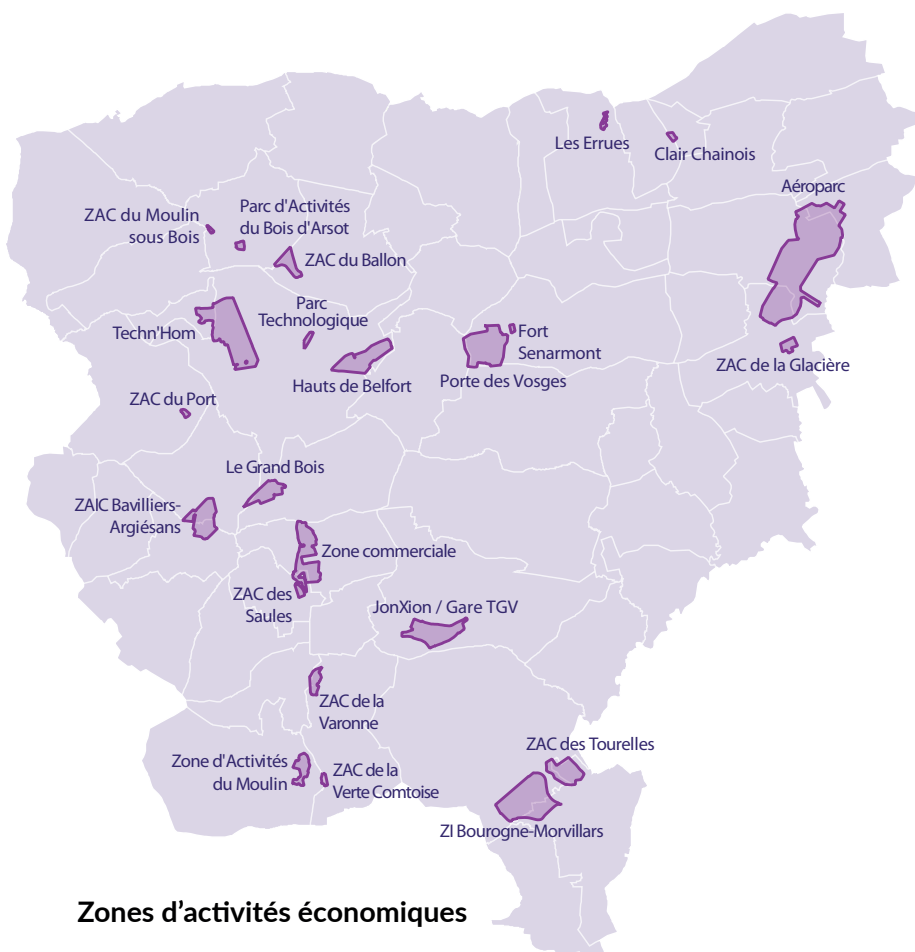 Les Errues
Clair Chainois
Aéroparc
ZAC du Moulin
sous Bois
Parc d'Activités
du Bois d'Arsot
ZAC du Ballon
Parc
Technologique
Techn'Hom
Fort
Senarmont
Hauts de Belfort
Porte des Vosges
ZAC de la Glacière
ZAC du Port
Le Grand Bois
ZAIC Bavilliers-
Argiésans
Zone commerciale
ZAC des
Saules
JonXion / Gare TGV
ZAC de la
Varonne
ZAC des Tourelles
Zone d'Activités
du Moulin
ZAC de la
Verte Comtoise
ZI Bourogne-Morvillars
Zones d’activités économiques